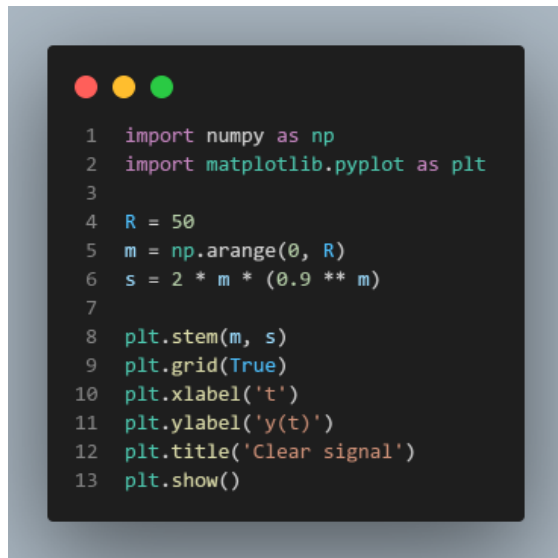 1 import numpy as np
2 import matplotlib.pyplot as plt
3
4 R = 50
5 m = np.arange(0, R)
6 s = 2 * m * (0.9 ** m)
7
8 plt.stem(m, s)
9 plt.grid(True)
10 plt.xlabel('t')
11 plt.ylabel('y(t)')
12 plt.title('Clear signal')
13 plt.show()